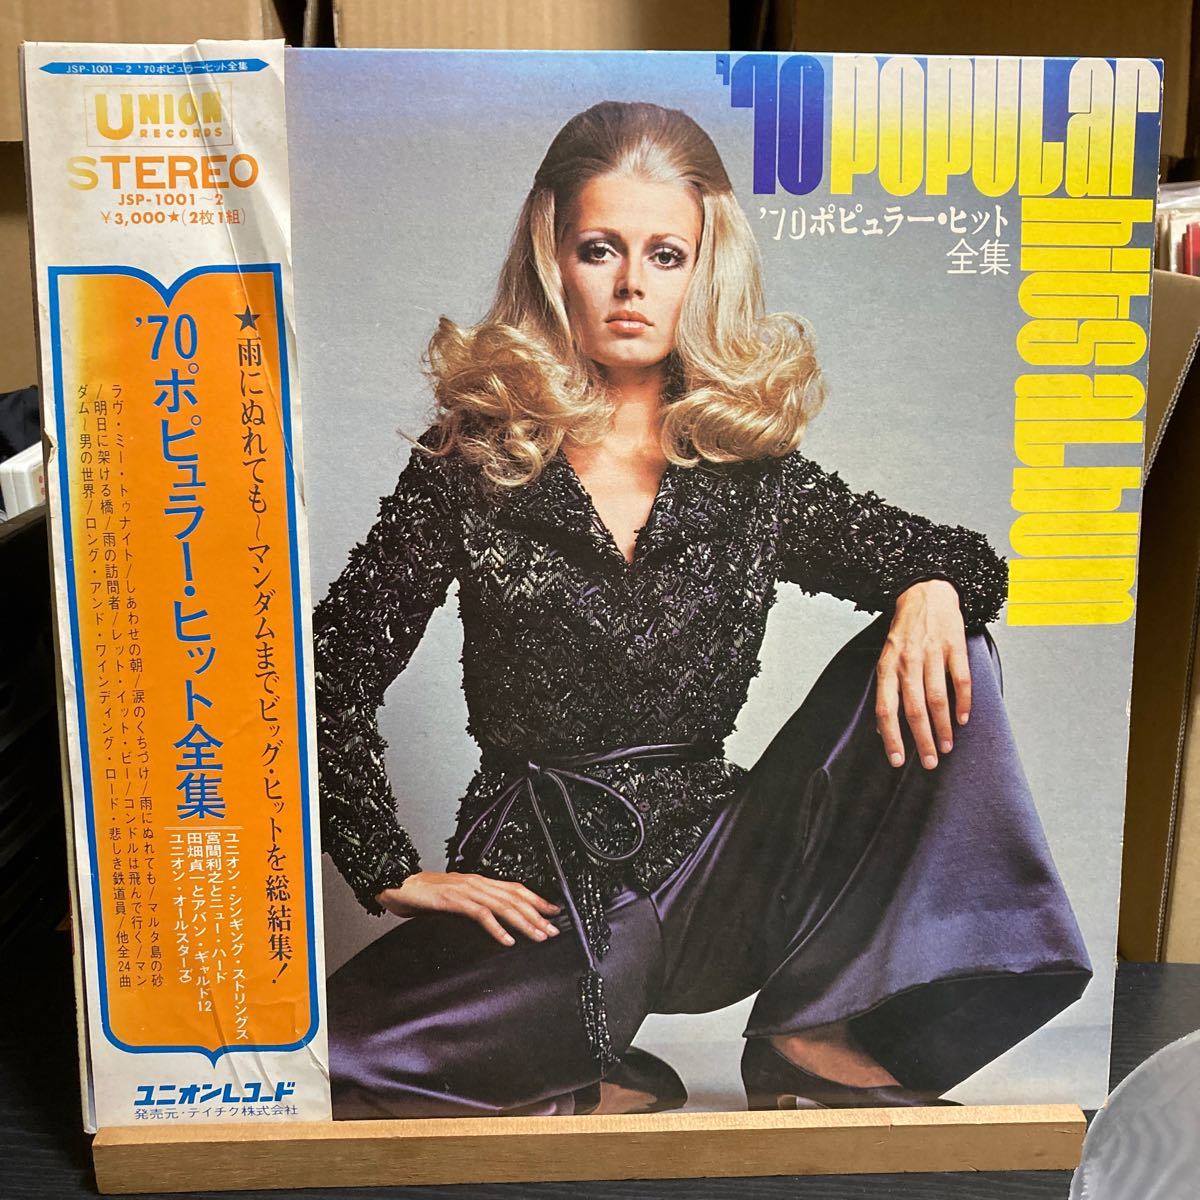 JSP-1001~2 '70ポピュラー・ヒット全集
UNION
RECORDS
STEREO
JSP-1001~2
¥3,000★(2枚1組)
★雨にぬれても~マンダムまでビッグ・ヒットを総結集!
'70ポピュラー・ヒット全集
ユニオン・シンギング・ストリングス
宮間利之とニュー・ハード
田畑貞一とアバン・ギャルド12
ユニオン・オールスターズ
ラヴ・ミー・トゥナイト/しあわせの朝/涙のくちづけ/雨にぬれても/マルタ島の砂
/明日に架ける橋/雨の訪問者/レット・イット・ビー/コンドルは飛んで行く/マン
ダム~男の世界/ロング・アンド・ワインディング・ロード・悲しき鉄道員/他全24曲
ユニオンレコード
発売元・テイチク株式会社
'70 POPULAR
hits album
'70ポピュラー・ヒット
全集